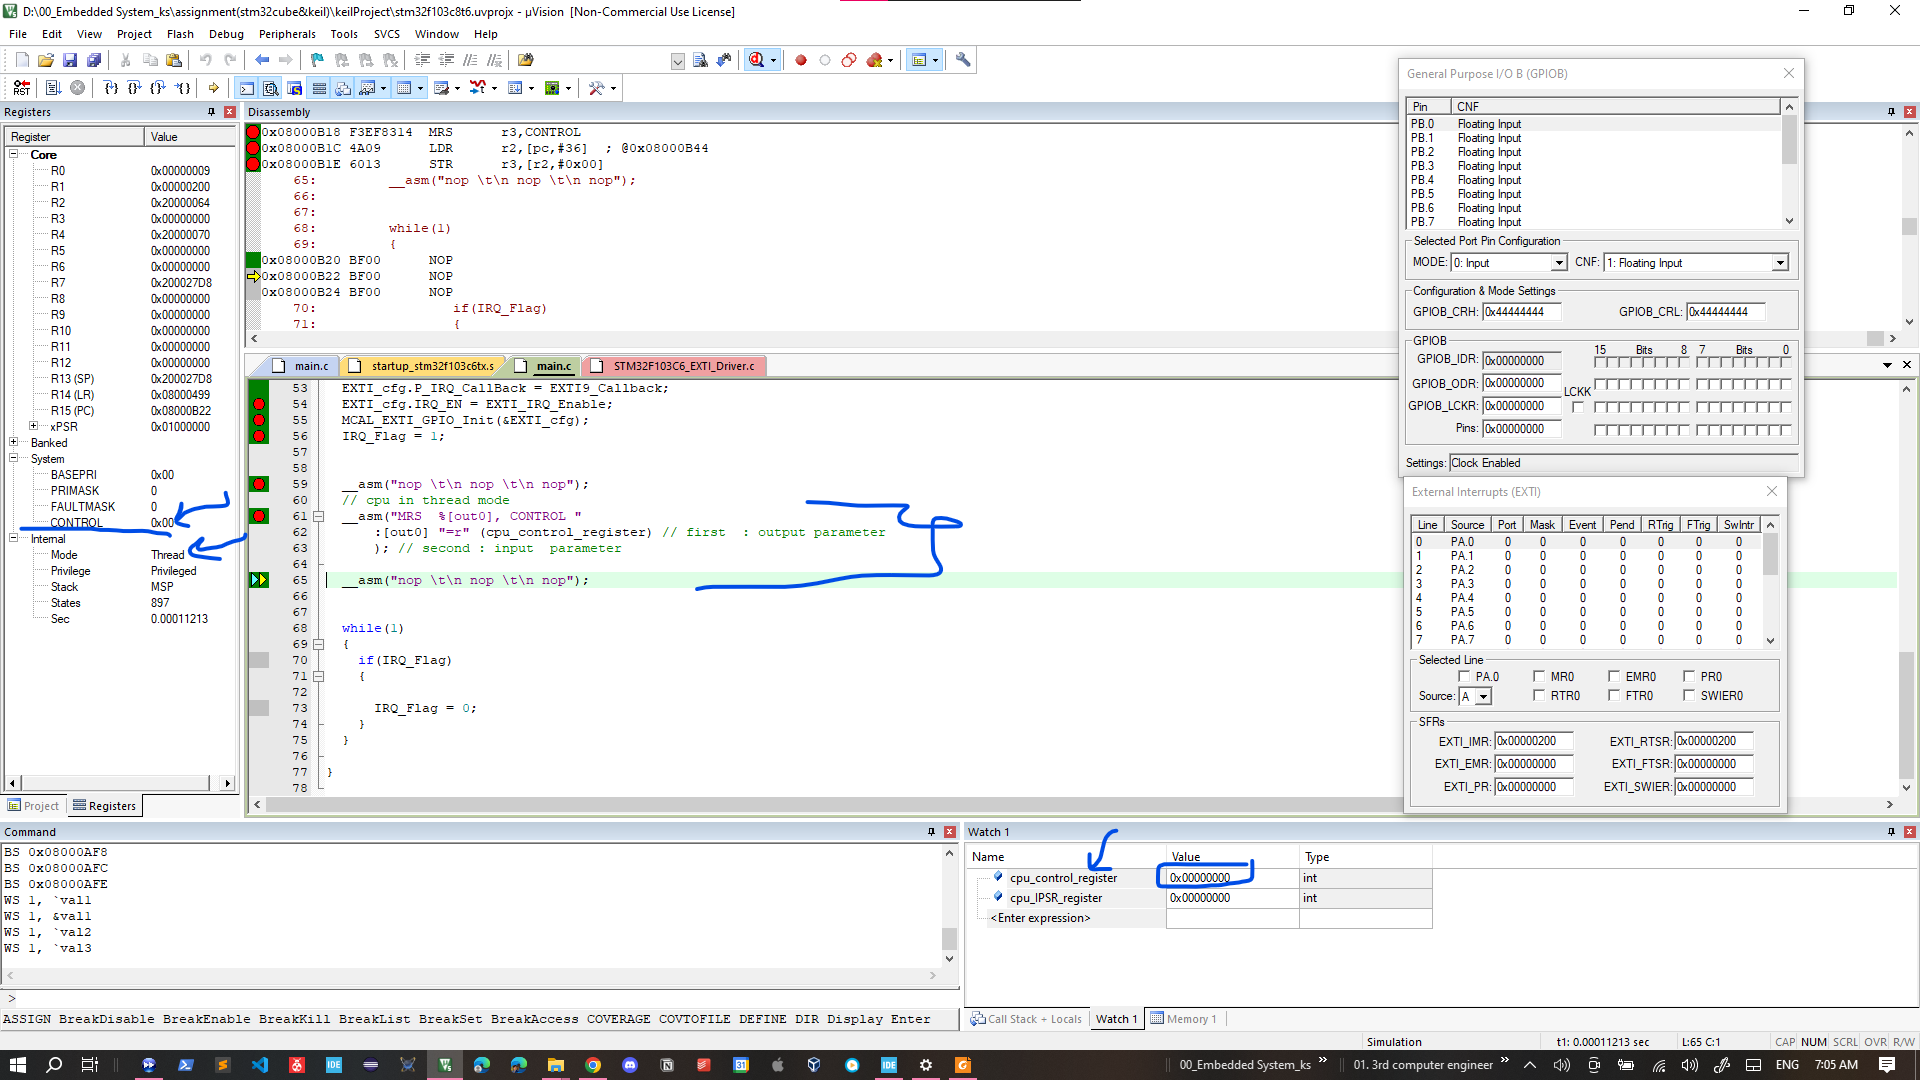 D:\00_Embedded System_ks\assignment(stm32cube&keil)\keilProject\stm32f103c8t6.uvprojx - µVision [Non-Commercial Use License]
File Edit View Project Flash Debug Peripherals Tools SVCS Window Help
Registers
Register Value
Core
R0 0x00000009
R1 0x00000200
R2 0x20000064
R3 0x00000000
R4 0x20000070
R5 0x00000000
R6 0x00000000
R7 0x200027D8
R8 0x00000000
R9 0x00000000
R10 0x00000000
R11 0x00000000
R12 0x00000000
R13 (SP) 0x200027D8
R14 (LR) 0x08000499
R15 (PC) 0x08000B22
xPSR 0x01000000
Banked
System
BASEPRI 0x00
PRIMASK 0
FAULTMASK 0
CONTROL 0x00
Internal
Mode Thread
Privilege Privileged
Stack MSP
States 897
Sec 0.00011213
Project Registers
Disassembly
0x08000B18 F3EF8314 MRS r3,CONTROL
0x08000B1C 4A09 LDR r2,[pc,#36] ; @0x08000B44
0x08000B1E 6013 STR r3,[r2,#0x00]
65: __asm("nop \t\n nop \t\n nop");
66:
67:
68: while(1)
69: {
0x08000B20 BF00 NOP
0x08000B22 BF00 NOP
0x08000B24 BF00 NOP
70: if(IRQ_Flag)
71: {
main.c startup_stm32f103c6tx.s main.c STM32F103C6_EXTI_Driver.c
53 EXTI_cfg.P_IRQ_CallBack = EXTI9_Callback;
54 EXTI_cfg.IRQ_EN = EXTI_IRQ_Enable;
55 MCAL_EXTI_GPIO_Init(&EXTI_cfg);
56 IRQ_Flag = 1;
57
58
59 __asm("nop \t\n nop \t\n nop");
60 // cpu in thread mode
61 __asm("MRS %[out0], CONTROL "
62 :[out0] "=r" (cpu_control_register) // first : output parameter
63 ); // second : input parameter
64
65 __asm("nop \t\n nop \t\n nop");
66
67
68 while(1)
69 {
70 if(IRQ_Flag)
71 {
72
73 IRQ_Flag = 0;
74 }
75 }
76
77 }
78
General Purpose I/O B (GPIOB)
Pin CNF
PB.0 Floating Input
PB.1 Floating Input
PB.2 Floating Input
PB.3 Floating Input
PB.4 Floating Input
PB.5 Floating Input
PB.6 Floating Input
PB.7 Floating Input
Selected Port Pin Configuration
MODE: 0: Input CNF: 1: Floating Input
Configuration & Mode Settings
GPIOB_CRH: 0x44444444 GPIOB_CRL: 0x44444444
GPIOB
15 Bits 8 7 Bits 0
GPIOB_IDR: 0x00000000
GPIOB_ODR: 0x00000000
LCKK
GPIOB_LCKR: 0x00000000
Pins: 0x00000000
Settings: Clock Enabled
External Interrupts (EXTI)
Line Source Port Mask Event Pend RTrig FTrig SwIntr
0 PA.0 0 0 0 0 0 0 0
1 PA.1 0 0 0 0 0 0 0
2 PA.2 0 0 0 0 0 0 0
3 PA.3 0 0 0 0 0 0 0
4 PA.4 0 0 0 0 0 0 0
5 PA.5 0 0 0 0 0 0 0
6 PA.6 0 0 0 0 0 0 0
7 PA.7 0 0 0 0 0 0 0
Selected Line
PA.0 MR0 EMR0 PR0
Source: A RTR0 FTR0 SWIER0
SFRs
EXTI_IMR: 0x00000200 EXTI_RTSR: 0x00000200
EXTI_EMR: 0x00000000 EXTI_FTSR: 0x00000000
EXTI_PR: 0x00000000 EXTI_SWIER: 0x00000000
Command
BS 0x08000AF8
BS 0x08000AFC
BS 0x08000AFE
WS 1, `val1
WS 1, &val1
WS 1, `val2
WS 1, `val3
>
ASSIGN BreakDisable BreakEnable BreakKill BreakList BreakSet BreakAccess COVERAGE COVTOFILE DEFINE DIR Display Enter
Watch 1
Name Value Type
cpu_control_register 0x00000000 int
cpu_IPSR_register 0x00000000 int
<Enter expression>
Call Stack + Locals Watch 1 Memory 1
Simulation t1: 0.00011213 sec L:65 C:1 CAP NUM SCRL OVR R/W
00_Embedded System_ks 01. 3rd computer engineer ENG 7:05 AM